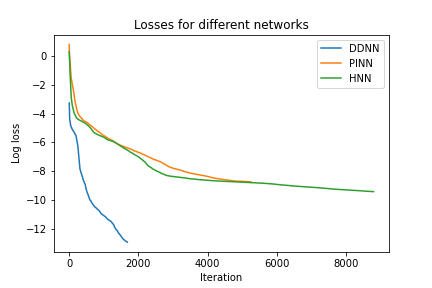 Losses for different networks
DDNN
PINN
HNN
Log loss
0
−2
−4
−6
−8
−10
−12
0
2000
4000
6000
8000
Iteration